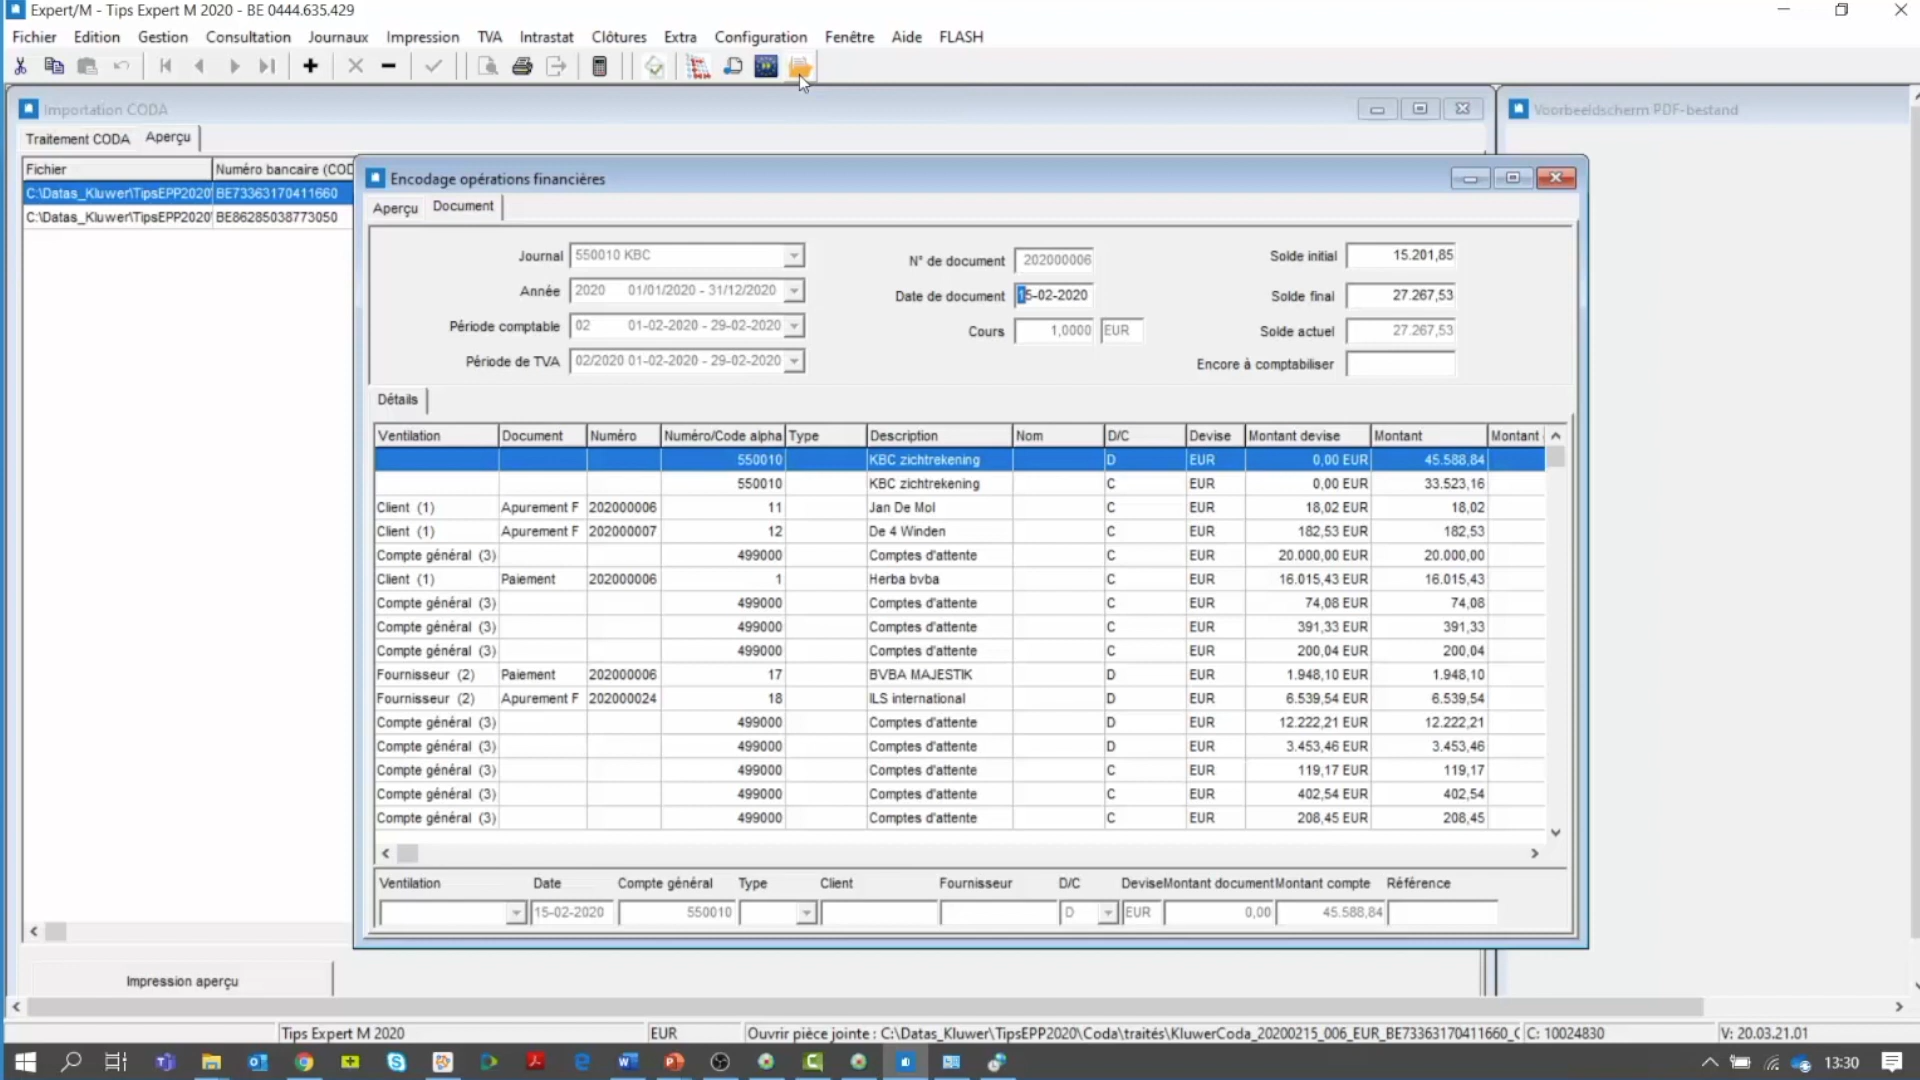 Expert/M - Tips Expert M 2020 - BE 0444.635.429
Fichier Edition Gestion Consultation Journaux Impression TVA Intrastat Clôtures Extra Configuration Fenêtre Aide FLASH
Importation CODA
Voorbeeldscherm PDF-bestand
Traitement CODA Aperçu
Fichier Numéro bancaire (COD
C:\Datas_Kluwer\TipsEPP2020\ BE73363170411660
C:\Datas_Kluwer\TipsEPP2020\ BE86285038773050
Encodage opérations financières
Aperçu Document
Journal 550010 KBC N° de document 202000006 Solde initial 15.201,85
Année 2020 01/01/2020 - 31/12/2020 Date de document 15-02-2020 Solde final 27.267,53
Période comptable 02 01-02-2020 - 29-02-2020 Cours 1,0000 EUR Solde actuel 27.267,53
Période de TVA 02/2020 01-02-2020 - 29-02-2020 Encore à comptabiliser
Détails
Ventilation Document Numéro Numéro/Code alpha Type Description Nom D/C Devise Montant devise Montant Montant
550010 KBC zichtrekening D EUR 0,00 EUR 45.588,84
550010 KBC zichtrekening C EUR 0,00 EUR 33.523,16
Client (1) Apurement F 202000006 11 Jan De Mol C EUR 18,02 EUR 18,02
Client (1) Apurement F 202000007 12 De 4 Winden C EUR 182,53 EUR 182,53
Compte général (3) 499000 Comptes d'attente C EUR 20.000,00 EUR 20.000,00
Client (1) Paiement 202000006 1 Herba bvba C EUR 16.015,43 EUR 16.015,43
Compte général (3) 499000 Comptes d'attente C EUR 74,08 EUR 74,08
Compte général (3) 499000 Comptes d'attente C EUR 391,33 EUR 391,33
Compte général (3) 499000 Comptes d'attente C EUR 200,04 EUR 200,04
Fournisseur (2) Paiement 202000006 17 BVBA MAJESTIK D EUR 1.948,10 EUR 1.948,10
Fournisseur (2) Apurement F 202000024 18 ILS international D EUR 6.539,54 EUR 6.539,54
Compte général (3) 499000 Comptes d'attente D EUR 12.222,21 EUR 12.222,21
Compte général (3) 499000 Comptes d'attente D EUR 3.453,46 EUR 3.453,46
Compte général (3) 499000 Comptes d'attente C EUR 119,17 EUR 119,17
Compte général (3) 499000 Comptes d'attente C EUR 402,54 EUR 402,54
Compte général (3) 499000 Comptes d'attente C EUR 208,45 EUR 208,45
Ventilation Date Compte général Type Client Fournisseur D/C Devise Montant document Montant compte Référence
15-02-2020 550010 D EUR 0,00 45.588,84
Impression aperçu
Tips Expert M 2020 EUR Ouvrir pièce jointe : C:\Datas_Kluwer\TipsEPP2020\Coda\traités\KluwerCoda_20200215_006_EUR_BE73363170411660_C C: 10024830 V: 20.03.21.01
13:30